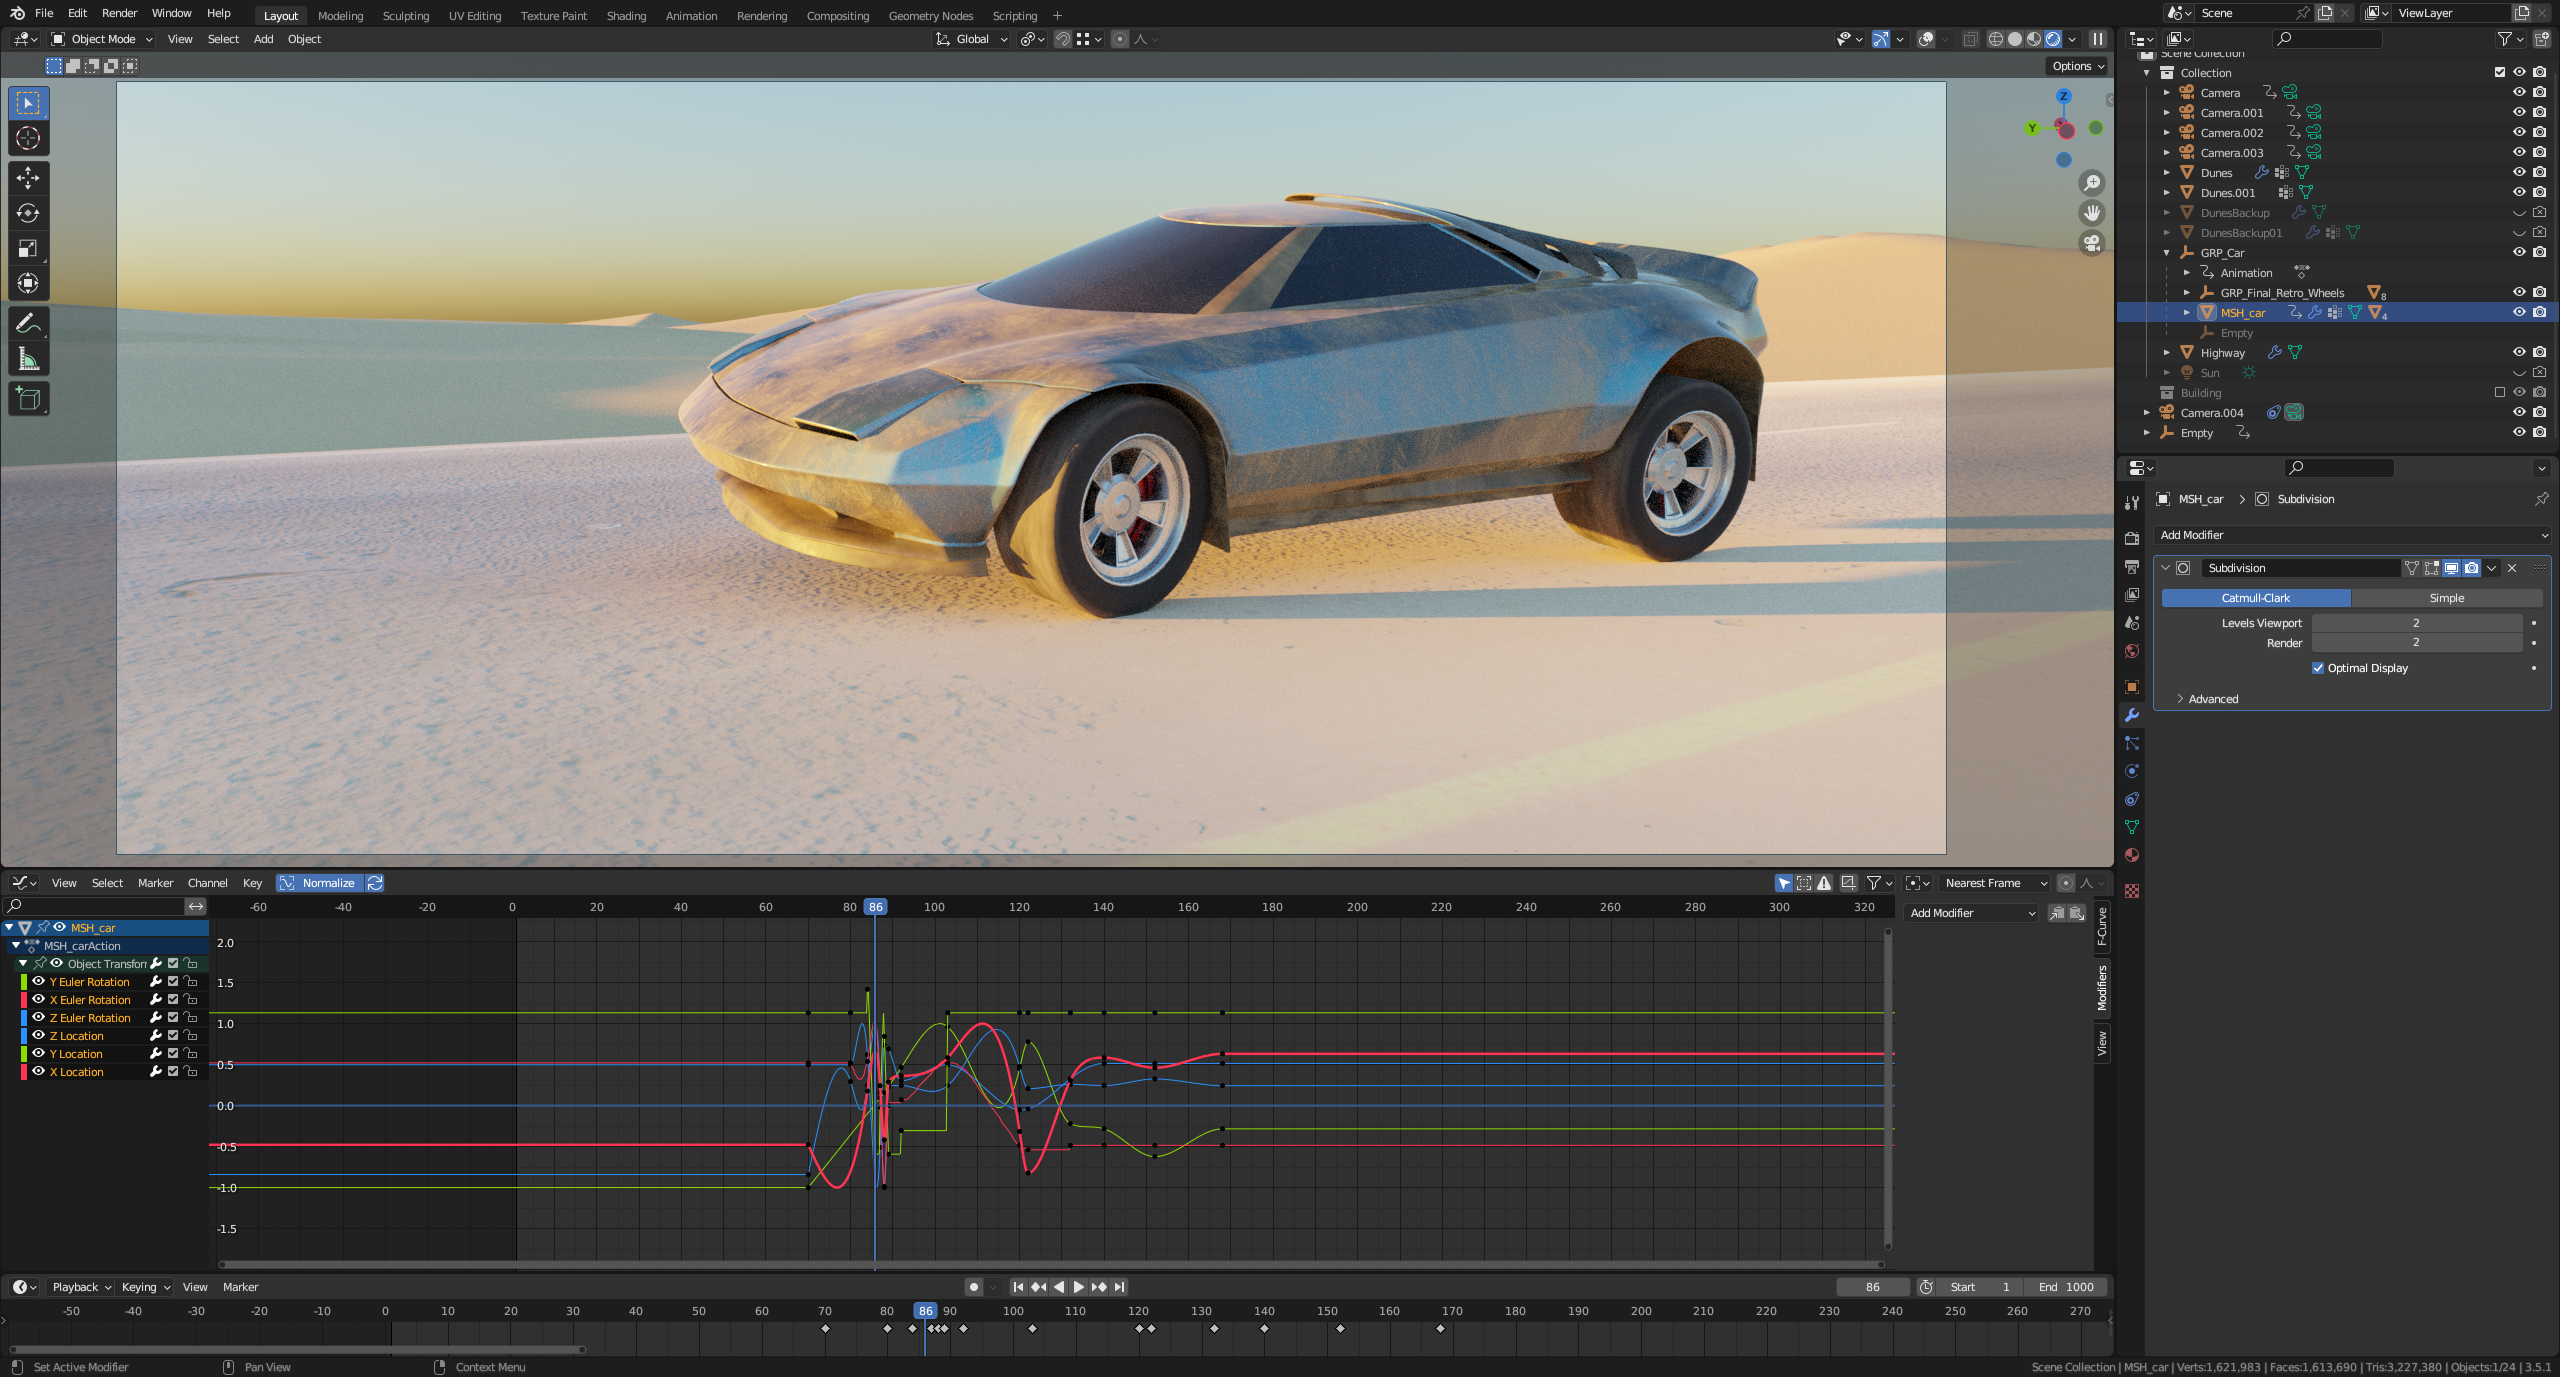 File Edit Render Window Help Layout Modeling Sculpting UV Editing Texture Paint Shading Animation Rendering Compositing Geometry Nodes Scripting + Scene ViewLayer
Object Mode View Select Add Object Global
Options
Z
Y
Scene Collection
Collection
Camera
Camera.001
Camera.002
Camera.003
Dunes
Dunes.001
DunesBackup
DunesBackup01
GRP_Car
Animation
GRP_Final_Retro_Wheels 8
MSH_car 4
Empty
Highway
Sun
Building
Camera.004
Empty
MSH_car > Subdivision
Add Modifier
Subdivision
Catmull-Clark Simple
Levels Viewport 2
Render 2
Optimal Display
Advanced
View Select Marker Channel Key Normalize Nearest Frame
-60 -40 -20 0 20 40 60 80 86 100 120 140 160 180 200 220 240 260 280 300 320
Add Modifier
F-Curve
Modifiers
View
MSH_car
MSH_carAction
Object Transfor
Y Euler Rotation
X Euler Rotation
Z Euler Rotation
Z Location
Y Location
X Location
2.0
1.5
1.0
0.5
0.0
-0.5
-1.0
-1.5
Playback Keying View Marker 86 Start 1 End 1000
-50 -40 -30 -20 -10 0 10 20 30 40 50 60 70 80 86 90 100 110 120 130 140 150 160 170 180 190 200 210 220 230 240 250 260 270
Set Active Modifier Pan View Context Menu Scene Collection | MSH_car | Verts:1,621,983 | Faces:1,613,690 | Tris:3,227,380 | Objects:1/24 | 3.5.1